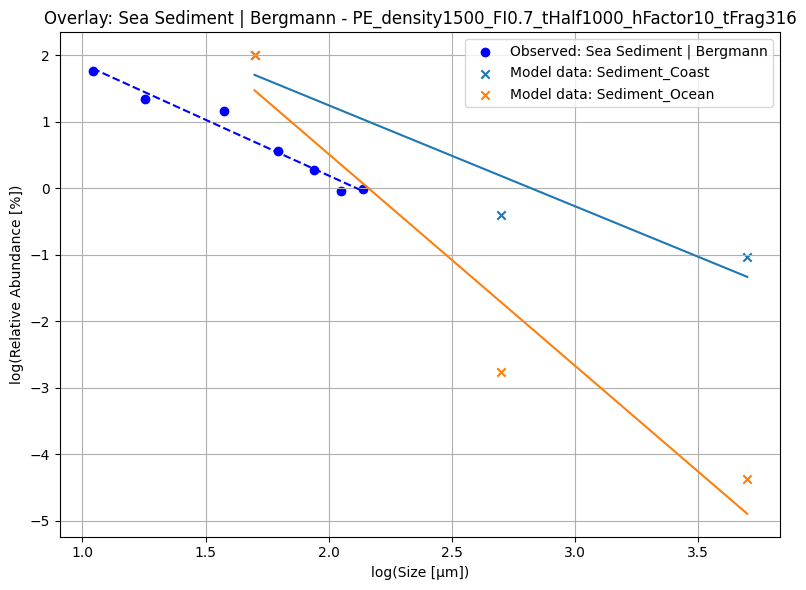 Overlay: Sea Sediment | Bergmann - PE_density1500_FI0.7_tHalf1000_hFactor10_tFrag316
Observed: Sea Sediment | Bergmann
Model data: Sediment_Coast
Model data: Sediment_Ocean
log(Relative Abundance [%])
2
1
0
−1
−2
−3
−4
−5
1.0 1.5 2.0 2.5 3.0 3.5
log(Size [µm])